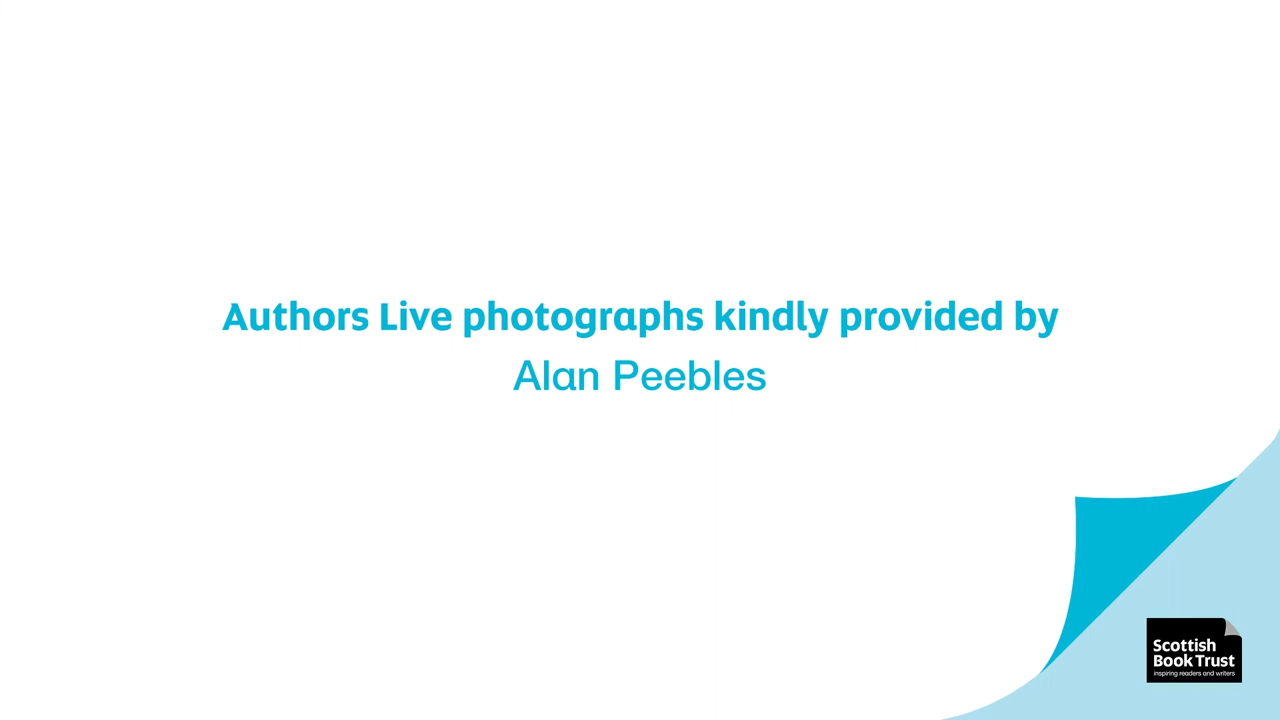 Authors Live photographs kindly provided by
Alan Peebles
Scottish
Book Trust
inspiring readers and writers